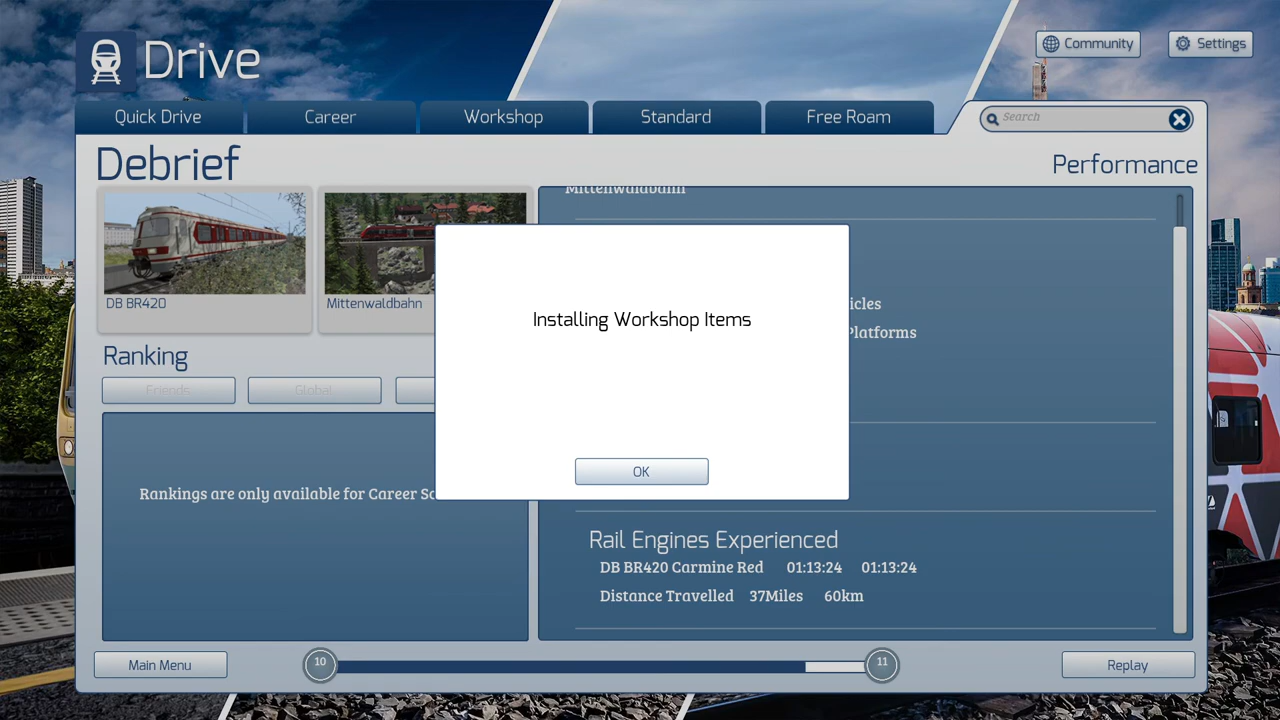 Drive
Community
Settings
Quick Drive
Career
Workshop
Standard
Free Roam
Search
Debrief
Performance
Mittenwaldbahn
DB BR420
Mittenwaldbahn
Platforms
Installing Workshop Items
OK
Ranking
Friends
Global
Rankings are only available for Career
Rail Engines Experienced
DB BR420 Carmine Red 01:13:24 01:13:24
Distance Travelled 37Miles 60km
Main Menu
10
11
Replay